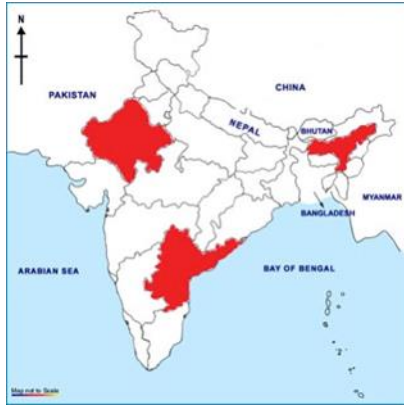 N
PAKISTAN
CHINA
NEPAL
BHUTAN
BANGLADESH
MYANMAR
ARABIAN SEA
BAY OF BENGAL
Map not to Scale